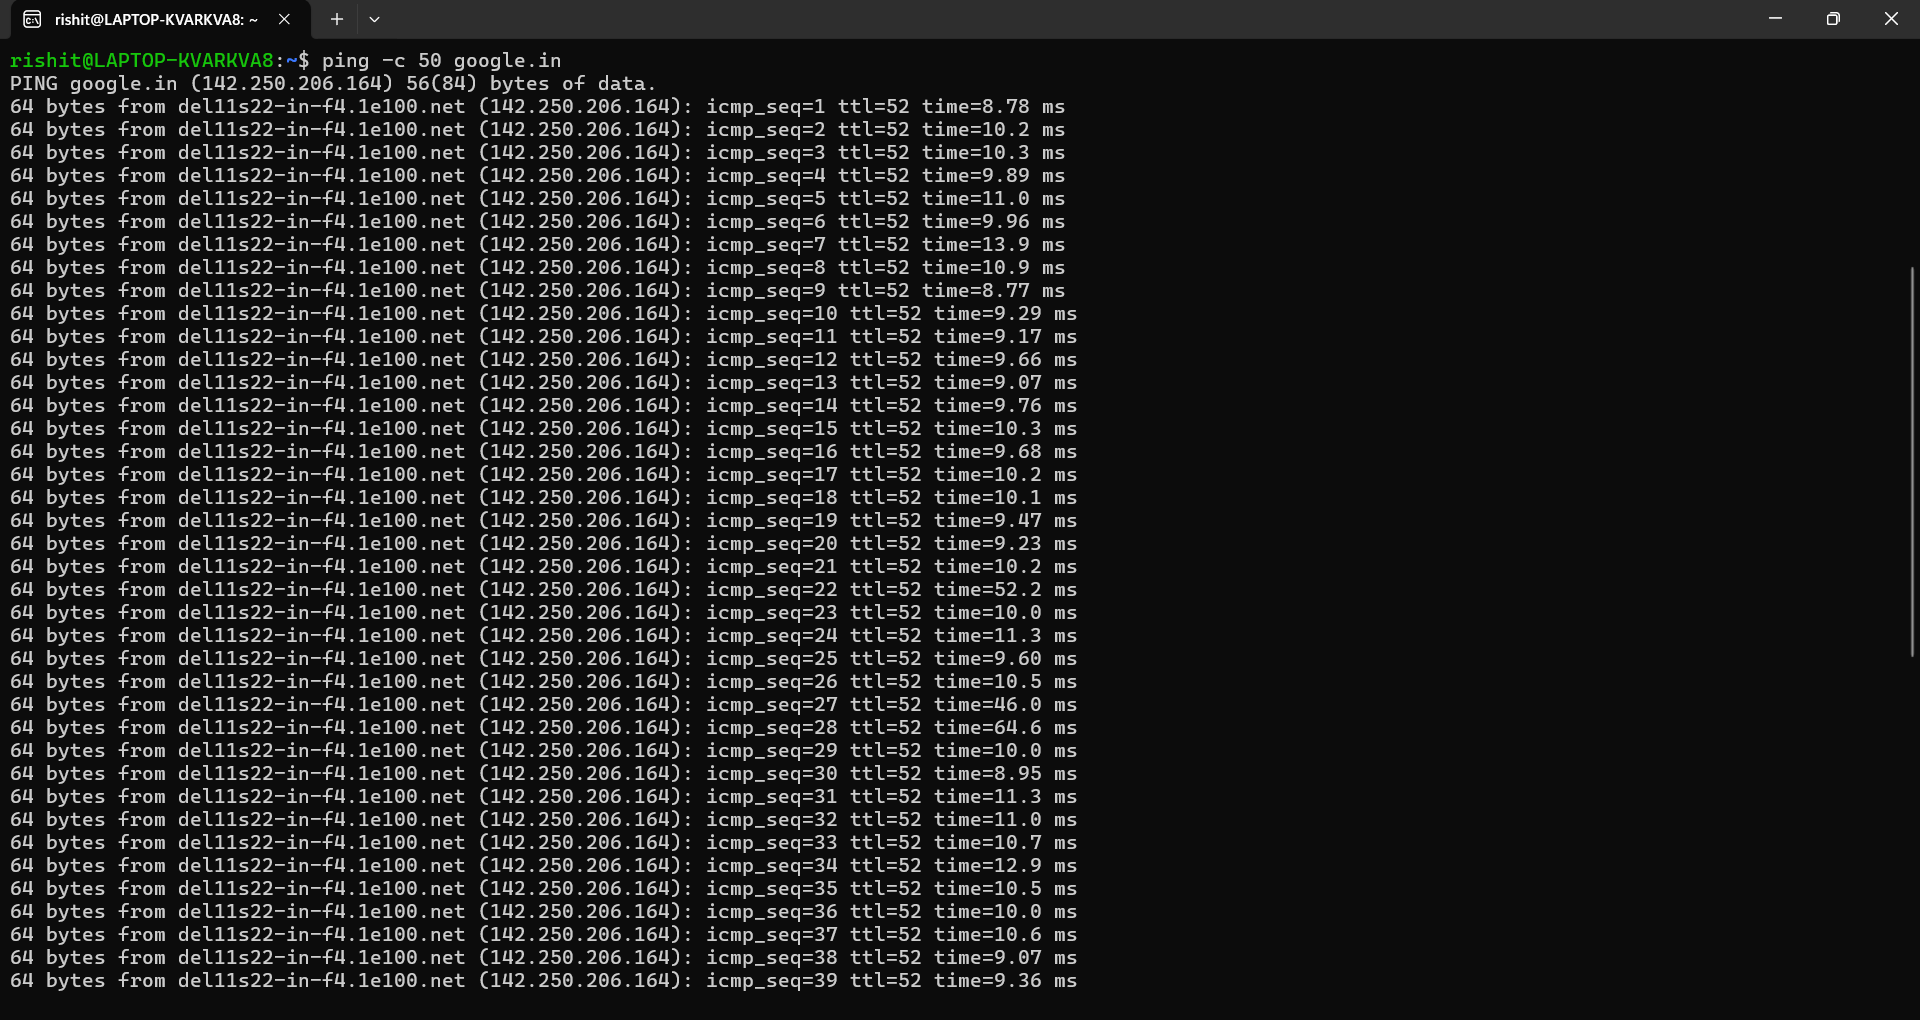 rishit@LAPTOP-KVARKVA8: ~
rishit@LAPTOP-KVARKVA8:~$ ping -c 50 google.in
PING google.in (142.250.206.164) 56(84) bytes of data.
64 bytes from del11s22-in-f4.1e100.net (142.250.206.164): icmp_seq=1 ttl=52 time=8.78 ms
64 bytes from del11s22-in-f4.1e100.net (142.250.206.164): icmp_seq=2 ttl=52 time=10.2 ms
64 bytes from del11s22-in-f4.1e100.net (142.250.206.164): icmp_seq=3 ttl=52 time=10.3 ms
64 bytes from del11s22-in-f4.1e100.net (142.250.206.164): icmp_seq=4 ttl=52 time=9.89 ms
64 bytes from del11s22-in-f4.1e100.net (142.250.206.164): icmp_seq=5 ttl=52 time=11.0 ms
64 bytes from del11s22-in-f4.1e100.net (142.250.206.164): icmp_seq=6 ttl=52 time=9.96 ms
64 bytes from del11s22-in-f4.1e100.net (142.250.206.164): icmp_seq=7 ttl=52 time=13.9 ms
64 bytes from del11s22-in-f4.1e100.net (142.250.206.164): icmp_seq=8 ttl=52 time=10.9 ms
64 bytes from del11s22-in-f4.1e100.net (142.250.206.164): icmp_seq=9 ttl=52 time=8.77 ms
64 bytes from del11s22-in-f4.1e100.net (142.250.206.164): icmp_seq=10 ttl=52 time=9.29 ms
64 bytes from del11s22-in-f4.1e100.net (142.250.206.164): icmp_seq=11 ttl=52 time=9.17 ms
64 bytes from del11s22-in-f4.1e100.net (142.250.206.164): icmp_seq=12 ttl=52 time=9.66 ms
64 bytes from del11s22-in-f4.1e100.net (142.250.206.164): icmp_seq=13 ttl=52 time=9.07 ms
64 bytes from del11s22-in-f4.1e100.net (142.250.206.164): icmp_seq=14 ttl=52 time=9.76 ms
64 bytes from del11s22-in-f4.1e100.net (142.250.206.164): icmp_seq=15 ttl=52 time=10.3 ms
64 bytes from del11s22-in-f4.1e100.net (142.250.206.164): icmp_seq=16 ttl=52 time=9.68 ms
64 bytes from del11s22-in-f4.1e100.net (142.250.206.164): icmp_seq=17 ttl=52 time=10.2 ms
64 bytes from del11s22-in-f4.1e100.net (142.250.206.164): icmp_seq=18 ttl=52 time=10.1 ms
64 bytes from del11s22-in-f4.1e100.net (142.250.206.164): icmp_seq=19 ttl=52 time=9.47 ms
64 bytes from del11s22-in-f4.1e100.net (142.250.206.164): icmp_seq=20 ttl=52 time=9.23 ms
64 bytes from del11s22-in-f4.1e100.net (142.250.206.164): icmp_seq=21 ttl=52 time=10.2 ms
64 bytes from del11s22-in-f4.1e100.net (142.250.206.164): icmp_seq=22 ttl=52 time=52.2 ms
64 bytes from del11s22-in-f4.1e100.net (142.250.206.164): icmp_seq=23 ttl=52 time=10.0 ms
64 bytes from del11s22-in-f4.1e100.net (142.250.206.164): icmp_seq=24 ttl=52 time=11.3 ms
64 bytes from del11s22-in-f4.1e100.net (142.250.206.164): icmp_seq=25 ttl=52 time=9.60 ms
64 bytes from del11s22-in-f4.1e100.net (142.250.206.164): icmp_seq=26 ttl=52 time=10.5 ms
64 bytes from del11s22-in-f4.1e100.net (142.250.206.164): icmp_seq=27 ttl=52 time=46.0 ms
64 bytes from del11s22-in-f4.1e100.net (142.250.206.164): icmp_seq=28 ttl=52 time=64.6 ms
64 bytes from del11s22-in-f4.1e100.net (142.250.206.164): icmp_seq=29 ttl=52 time=10.0 ms
64 bytes from del11s22-in-f4.1e100.net (142.250.206.164): icmp_seq=30 ttl=52 time=8.95 ms
64 bytes from del11s22-in-f4.1e100.net (142.250.206.164): icmp_seq=31 ttl=52 time=11.3 ms
64 bytes from del11s22-in-f4.1e100.net (142.250.206.164): icmp_seq=32 ttl=52 time=11.0 ms
64 bytes from del11s22-in-f4.1e100.net (142.250.206.164): icmp_seq=33 ttl=52 time=10.7 ms
64 bytes from del11s22-in-f4.1e100.net (142.250.206.164): icmp_seq=34 ttl=52 time=12.9 ms
64 bytes from del11s22-in-f4.1e100.net (142.250.206.164): icmp_seq=35 ttl=52 time=10.5 ms
64 bytes from del11s22-in-f4.1e100.net (142.250.206.164): icmp_seq=36 ttl=52 time=10.0 ms
64 bytes from del11s22-in-f4.1e100.net (142.250.206.164): icmp_seq=37 ttl=52 time=10.6 ms
64 bytes from del11s22-in-f4.1e100.net (142.250.206.164): icmp_seq=38 ttl=52 time=9.07 ms
64 bytes from del11s22-in-f4.1e100.net (142.250.206.164): icmp_seq=39 ttl=52 time=9.36 ms